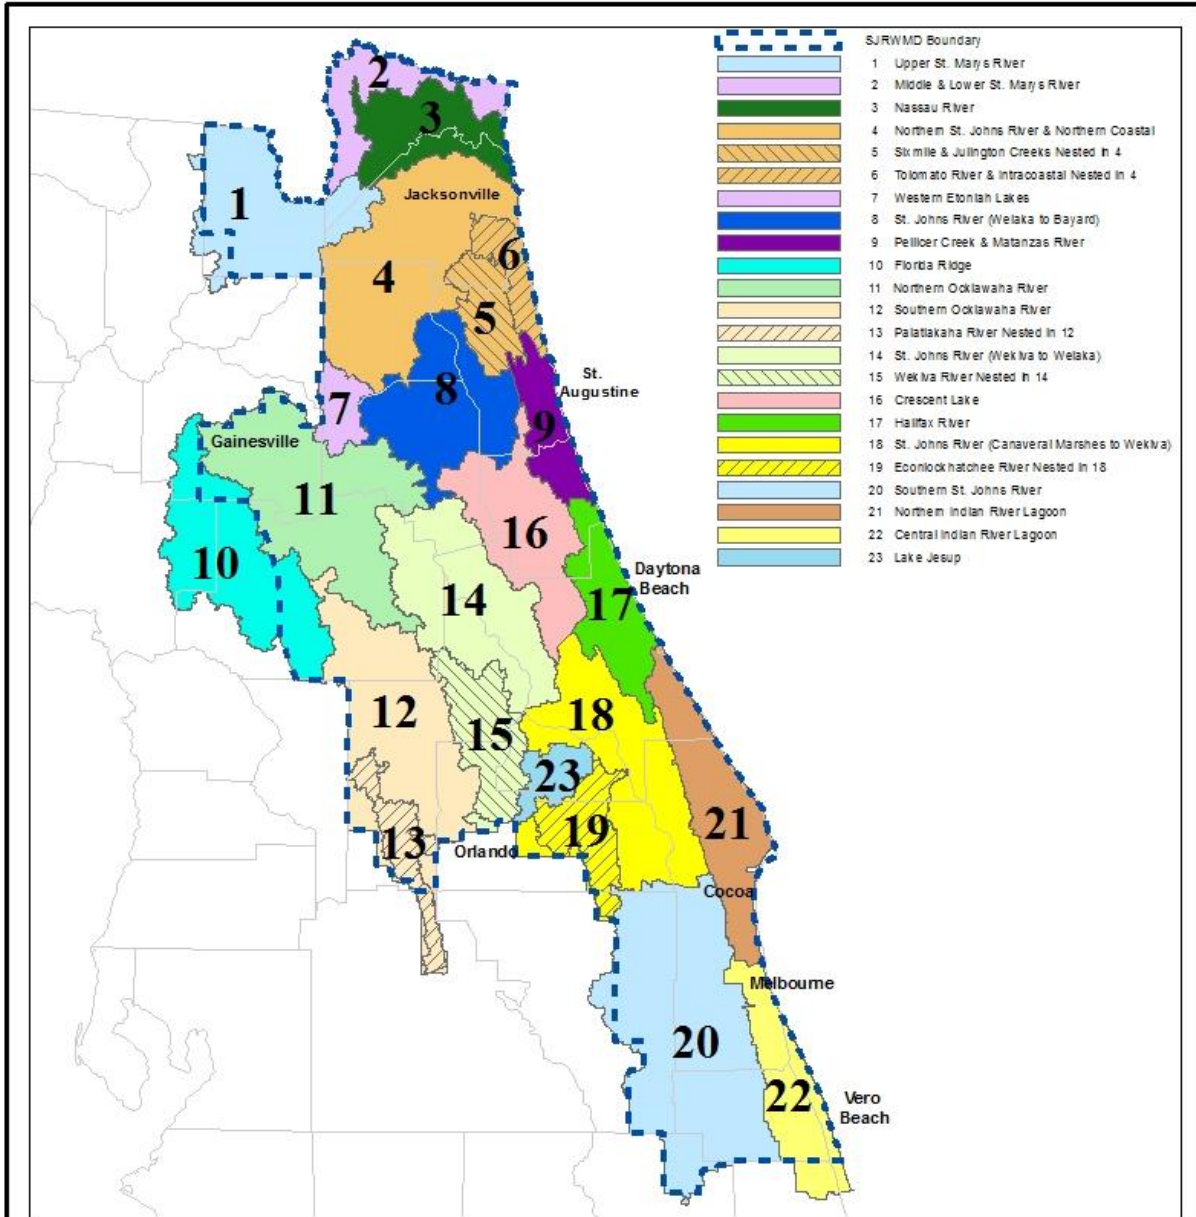 SJRWMD Boundary
1 Upper St. Marys River
2 Middle & Lower St. Marys River
3 Nassau River
4 Northern St. Johns River & Northern Coastal
5 Sixmile & Julington Creeks Nested In 4
6 Tolomato River & Intracoastal Nested In 4
7 Western Etoniah Lakes
8 St. Johns River (Welaka to Bayard)
9 Pellicer Creek & Matanzas River
10 Florida Ridge
11 Northern Ocklawaha River
12 Southern Ocklawaha River
13 Palatlakaha River Nested In 12
14 St. Johns River (Wekiva to Welaka)
15 Wekiva River Nested In 14
16 Crescent Lake
17 Halifax River
18 St. Johns River (Canaveral Marshes to Wekiva)
19 Econlockhatchee River Nested In 18
20 Southern St. Johns River
21 Northern Indian River Lagoon
22 Central Indian River Lagoon
23 Lake Jesup
2
3
1
Jacksonville
6
4
5
St.
Augustine
8
7
9
Gainesville
11
16
10
Daytona
Beach
14
17
12
18
15
23
21
19
13
Orlando
Cocoa
Melbourne
20
22
Vero
Beach